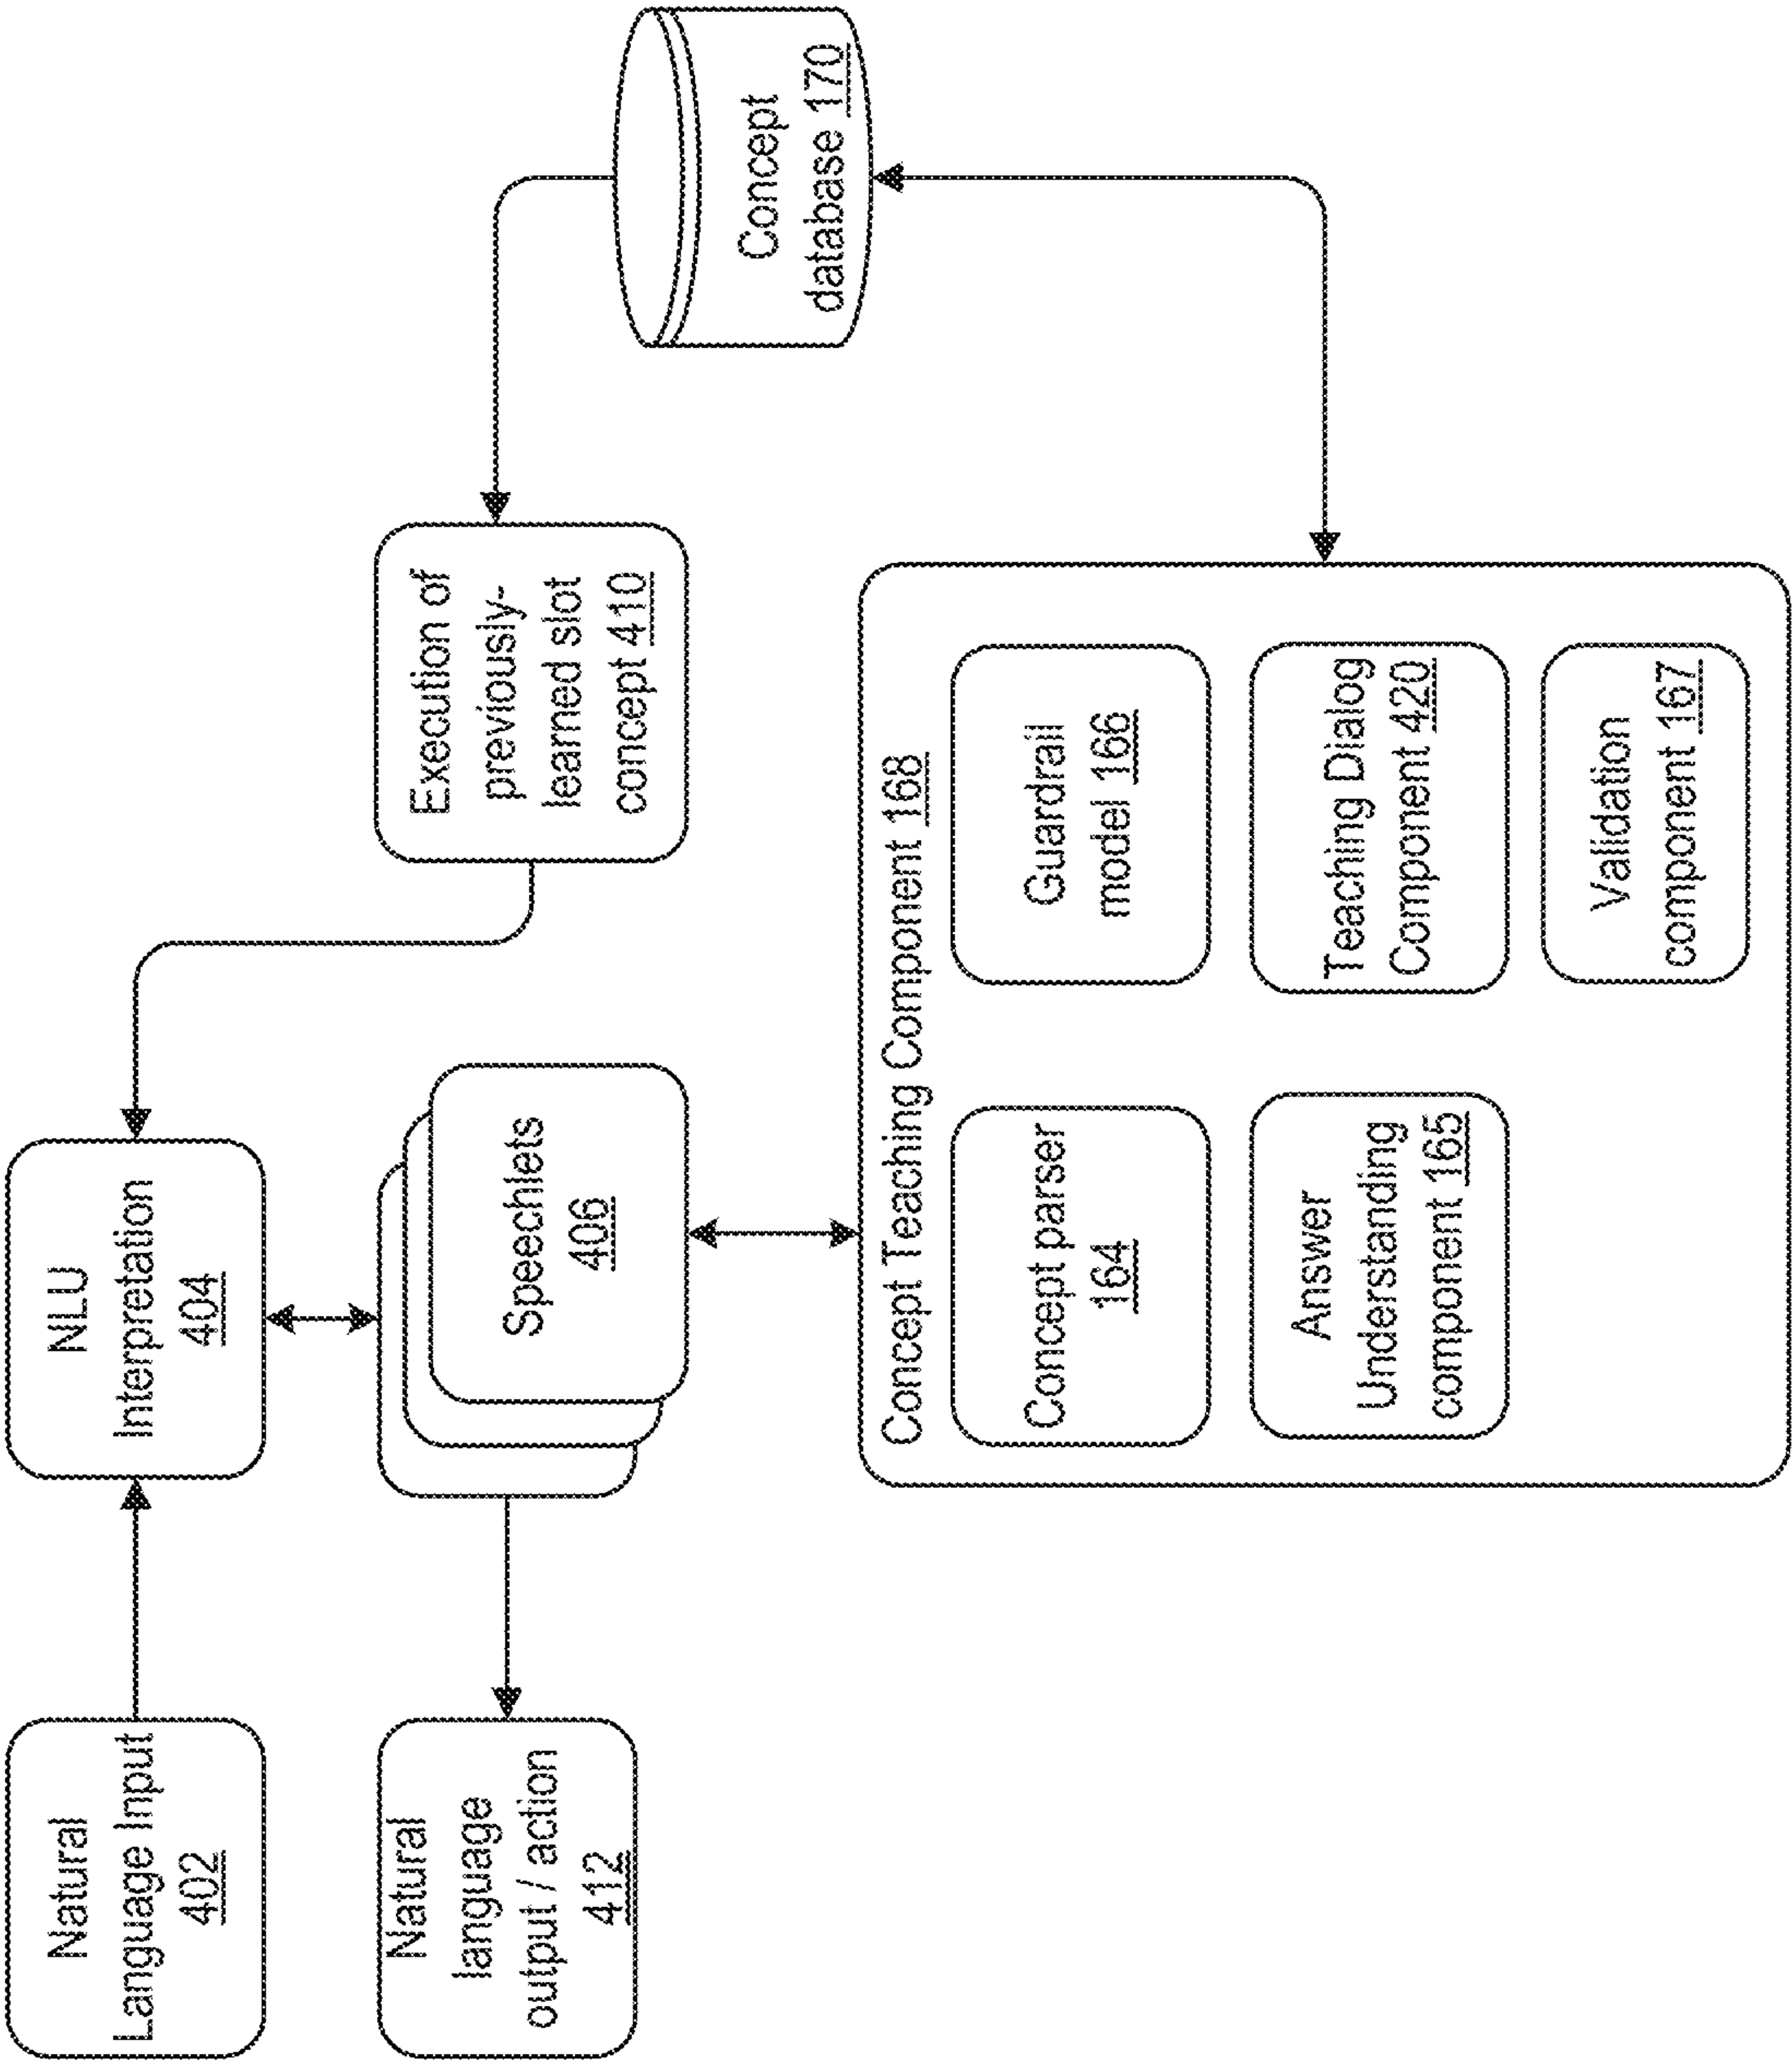 Natural
Language Input
402
NLU
Interpretation
404
Natural
language
output / action
412
Speechlets
406
Execution of
previously-
learned slot
concept 410
Concept
database 170
Concept Teaching Component 168
Concept parser
164
Guardrail
model 166
Answer
Understanding
component 165
Teaching Dialog
Component 420
Validation
component 167